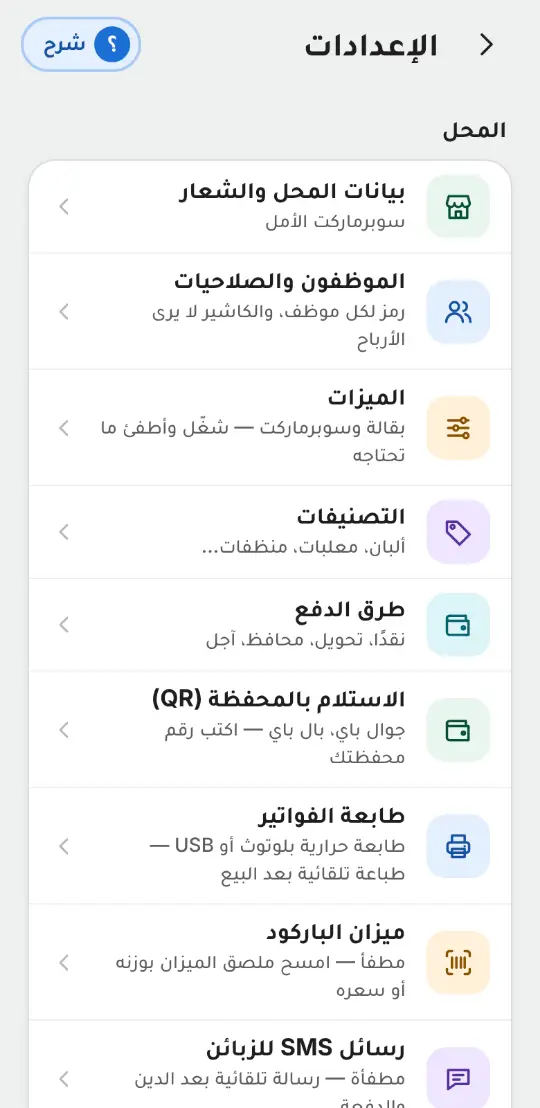 الإعدادات
؟ شرح
المحل
بيانات المحل والشعار
سوبرماركت الأمل
الموظفون والصلاحيات
رمز لكل موظف، والكاشير لا يرى
الأرباح
الميزات
بقالة وسوبرماركت — شغّل وأطفئ ما
تحتاجه
التصنيفات
ألبان، معلبات، منظفات...
طرق الدفع
نقدًا، تحويل، محافظ، آجل
الاستلام بالمحفظة (QR)
جوال باي، بال باي — اكتب رقم
محفظتك
طابعة الفواتير
طابعة حرارية بلوتوث أو USB —
طباعة تلقائية بعد البيع
ميزان الباركود
مطفأ — امسح ملصق الميزان بوزنه
أو سعره
رسائل SMS للزبائن
مطفأة — رسالة تلقائية بعد الدين
والدفعة